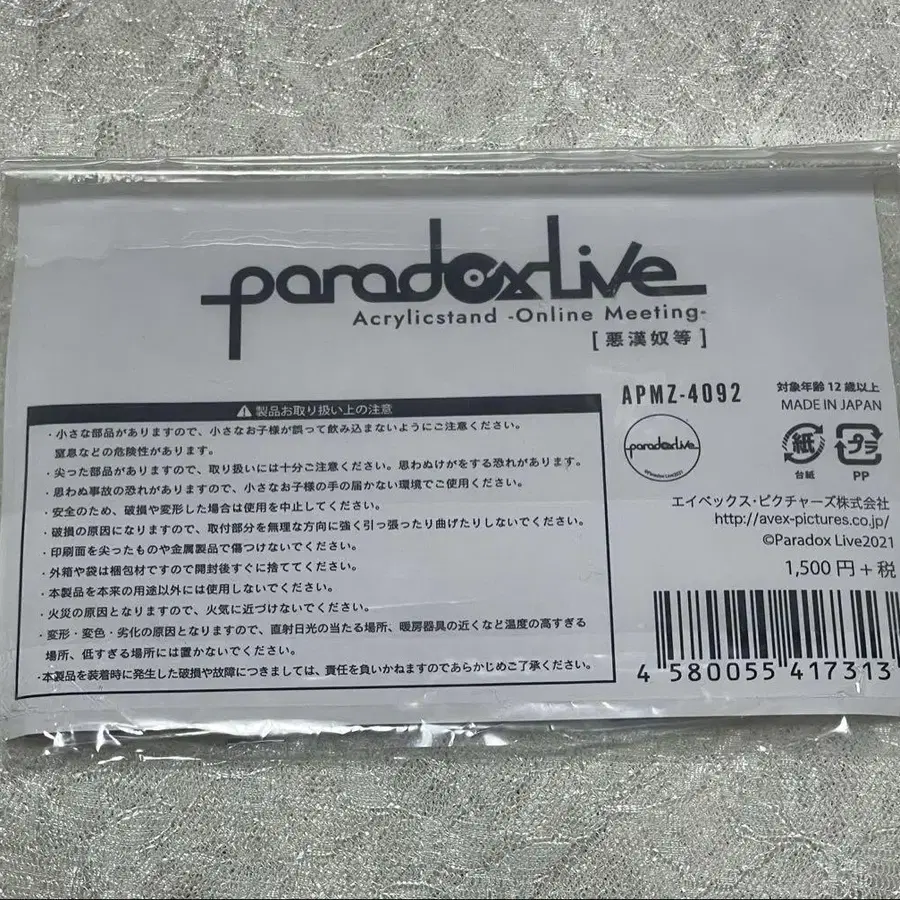 paradoxLive
Acrylicstand -Online Meeting-
[悪漢奴等]
製品お取り扱い上の注意
・小さな部品がありますので、小さなお子様が誤って飲み込まないようにご注意ください。
窒息などの危険性があります。
・尖った部品がありますので、取り扱いには十分ご注意ください。思わぬけがをする恐れがあります。
・思わぬ事故の恐れがありますので、小さなお子様の手の届かない環境でご使用ください。
・安全のため、破損や変形した場合は使用を中止してください。
・破損の原因になりますので、取付部分を無理な方向に強く引っ張ったり曲げたりしないでください。
・印刷面を尖ったものや金属製品で傷つけないでください。
・外箱や袋は梱包材ですので開封後すぐに捨ててください。
・本製品を本来の用途以外には使用しないでください。
・火災の原因となりますので、火気に近づけないでください。
・変形・変色・劣化の原因となりますので、直射日光の当たる場所、暖房器具の近くなど温度の高すぎる
場所、低すぎる場所には置かないでください。
・本製品を装着時に発生した破損や故障につきましては、責任を負いかねますのであらかじめご了承ください。
APMZ-4092
対象年齢12歳以上
MADE IN JAPAN
paradoxLive
©Paradox Live2021
紙
台紙
プラ
PP
エイベックス・ピクチャーズ株式会社
http://avex-pictures.co.jp/
©Paradox Live2021
1,500円+税
4 580055 417313